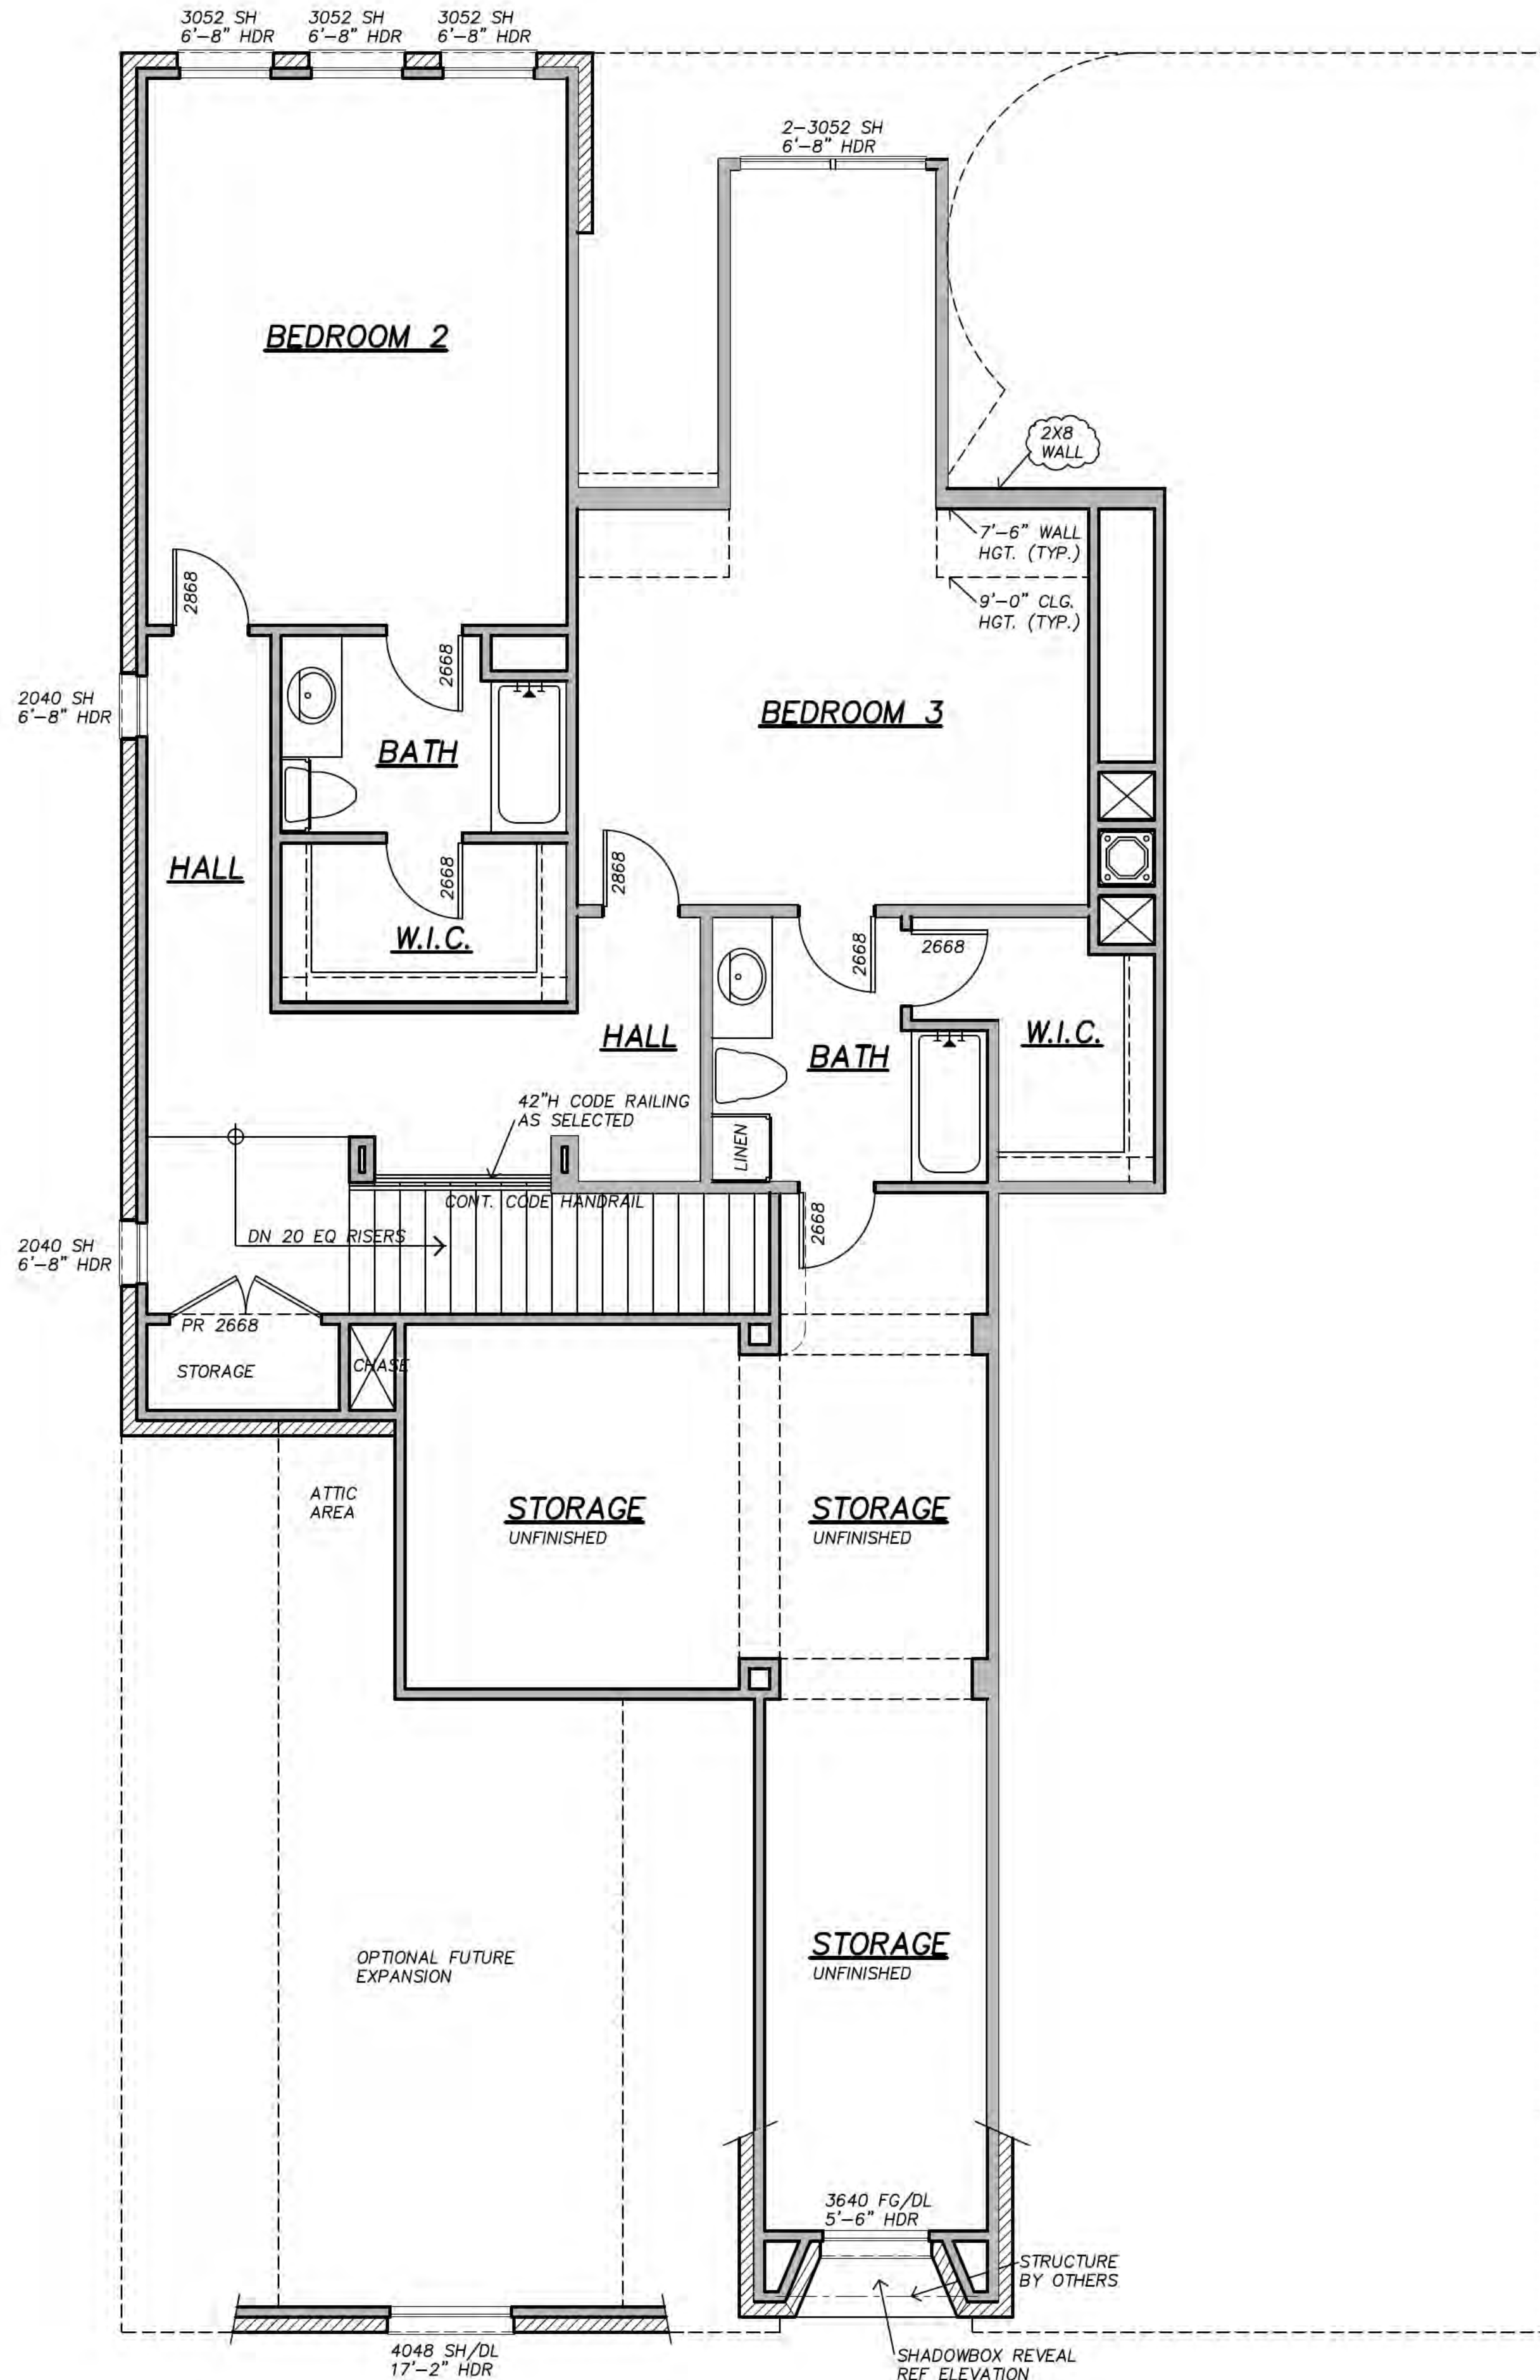 3052 SH
6'-8" HDR
3052 SH
6'-8" HDR
3052 SH
6'-8" HDR
2-3052 SH
6'-8" HDR
BEDROOM 2
2X8
WALL
7'-6" WALL
HGT. (TYP.)
9'-0" CLG.
HGT. (TYP.)
2868
2668
2040 SH
6'-8" HDR
BATH
BEDROOM 3
HALL
2668
2868
W.I.C.
2668
2668
HALL
BATH
W.I.C.
42"H CODE RAILING
AS SELECTED
LINEN
CONT. CODE HANDRAIL
2668
DN 20 EQ RISERS
2040 SH
6'-8" HDR
PR 2668
STORAGE
CHASE
ATTIC
AREA
STORAGE
UNFINISHED
STORAGE
UNFINISHED
OPTIONAL FUTURE
EXPANSION
STORAGE
UNFINISHED
3640 FG/DL
5'-6" HDR
STRUCTURE
BY OTHERS
4048 SH/DL
17'-2" HDR
SHADOWBOX REVEAL
REF ELEVATION